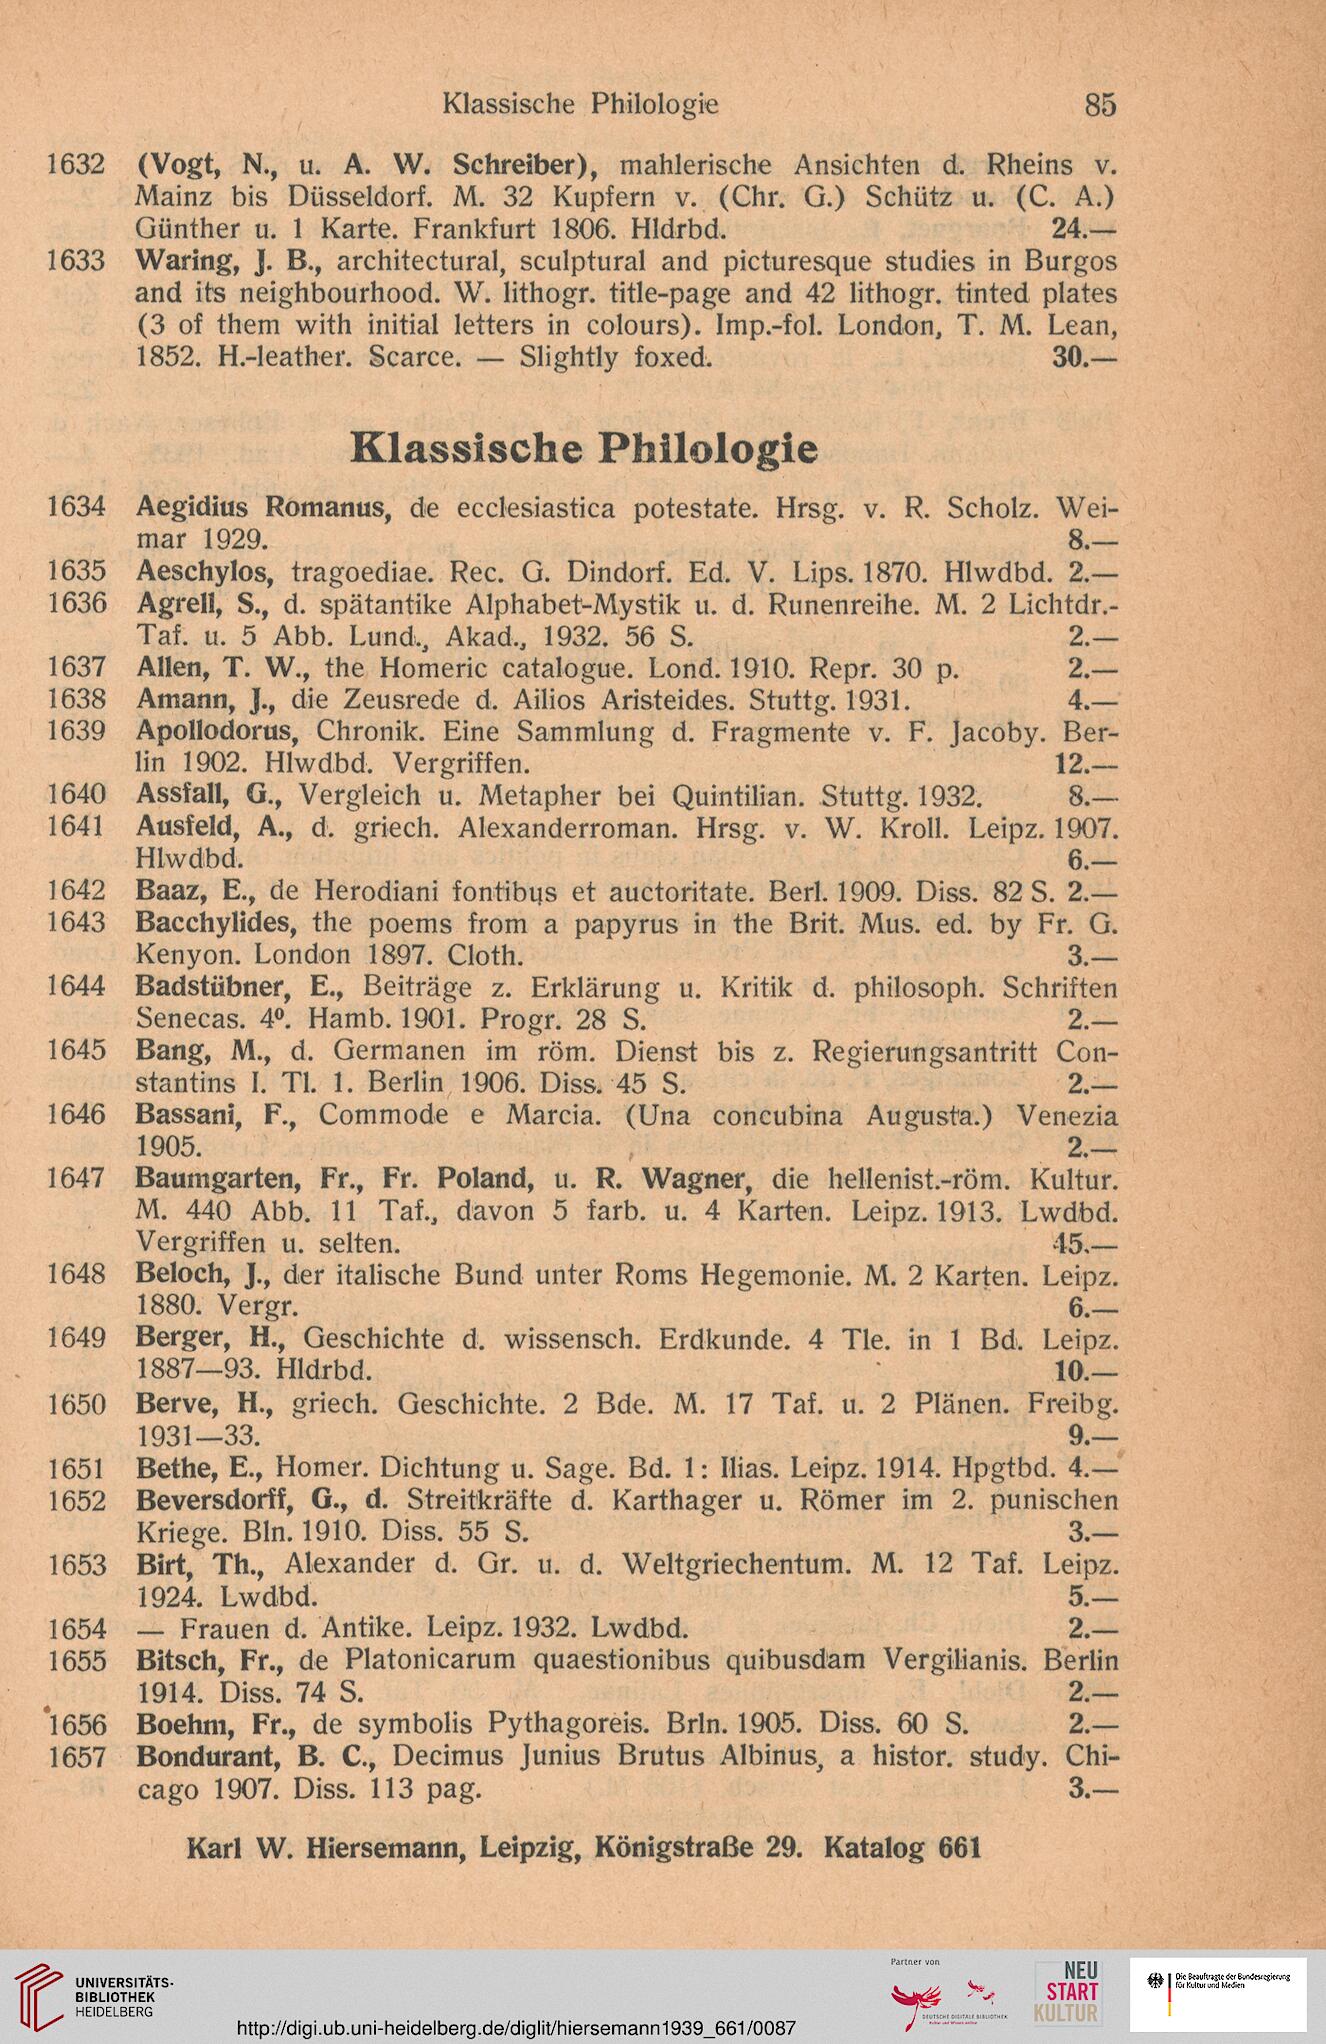 Klassische Philologie 85
1632 (Vogt, N., u. A. W. Schreiber), mahlerische Ansichten d. Rheins v.
Mainz bis Düsseldorf. M. 32 Kupfern v. (Chr. G.) Schütz u. (C. A.)
Günther u. 1 Karte. Frankfurt 1806. Hldrbd. 24.—
1633 Waring, J. B., architectural, sculptural and picturesque studies in Burgos
and its neighbourhood. W. lithogr. title-page and 42 lithogr. tinted plates
(3 of them with initial letters in colours). Imp.-fol. London, T. M. Lean,
1852. H.-leather. Scarce. — Slightly foxed. 30.—
Klassische Philologie
1634 Aegidius Romanus, de ecclesiastica potestate. Hrsg. v. R. Scholz. Wei-
mar 1929. 8.—
1635 Aeschylos, tragoediae. Rec. G. Dindorf. Ed. V. Lips. 1870. Hlwdbd. 2.—
1636 Agrell, S., d. spätantike Alphabet-Mystik u. d. Runenreihe. M. 2 Lichtdr.-
Taf. u. 5 Abb. Lund., Akad., 1932. 56 S. 2.—
1637 Allen, T. W., the Homeric catalogue. Lond. 1910. Repr. 30 p. 2.—
1638 Amann, J., die Zeusrede d. Ailios Aristeides. Stuttg. 1931. 4.—
1639 Apollodorus, Chronik. Eine Sammlung d. Fragmente v. F. Jacoby. Ber-
lin 1902. Hlwdbd. Vergriffen. 12.—
1640 Assfall, G., Vergleich u. Metapher bei Quintilian. Stuttg. 1932. 8.—
1641 Ausfeld, A., d. griech. Alexanderroman. Hrsg. v. W. Kroll. Leipz. 1907.
Hlwdbd. 6.—
1642 Baaz, E., de Herodiani fontibus et auctoritate. Berl. 1909. Diss. 82 S. 2.—
1643 Bacchylides, the poems from a papyrus in the Brit. Mus. ed. by Fr. G.
Kenyon. London 1897. Cloth. 3.—
1644 Badstübner, E., Beiträge z. Erklärung u. Kritik d. philosoph. Schriften
Senecas. 4⁰. Hamb. 1901. Progr. 28 S. 2.—
1645 Bang, M., d. Germanen im röm. Dienst bis z. Regierungsantritt Con-
stantins I. Tl. 1. Berlin 1906. Diss. 45 S. 2.—
1646 Bassani, F., Commode e Marcia. (Una concubina Augusta.) Venezia
1905. 2.—
1647 Baumgarten, Fr., Fr. Poland, u. R. Wagner, die hellenist.-röm. Kultur.
M. 440 Abb. 11 Taf., davon 5 farb. u. 4 Karten. Leipz. 1913. Lwdbd.
Vergriffen u. selten. 45.—
1648 Beloch, J., der italische Bund unter Roms Hegemonie. M. 2 Karten. Leipz.
1880. Vergr. 6.—
1649 Berger, H., Geschichte d. wissensch. Erdkunde. 4 Tle. in 1 Bd. Leipz.
1887—93. Hldrbd. 10.—
1650 Berve, H., griech. Geschichte. 2 Bde. M. 17 Taf. u. 2 Plänen. Freibg.
1931—33. 9.—
1651 Bethe, E., Homer. Dichtung u. Sage. Bd. 1: Ilias. Leipz. 1914. Hpgtbd. 4.—
1652 Beversdorff, G., d. Streitkräfte d. Karthager u. Römer im 2. punischen
Kriege. Bln. 1910. Diss. 55 S. 3.—
1653 Birt, Th., Alexander d. Gr. u. d. Weltgriechentum. M. 12 Taf. Leipz.
1924. Lwdbd. 5.—
1654 — Frauen d. Antike. Leipz. 1932. Lwdbd. 2.—
1655 Bitsch, Fr., de Platonicarum quaestionibus quibusdam Vergilianis. Berlin
1914. Diss. 74 S. 2.—
1656 Boehm, Fr., de symbolis Pythagoreis. Brln. 1905. Diss. 60 S. 2.—
1657 Bondurant, B. C., Decimus Junius Brutus Albinus, a histor. study. Chi-
cago 1907. Diss. 113 pag. 3.—
Karl W. Hiersemann, Leipzig, Königstraße 29. Katalog 661
UNIVERSITÄTS-
BIBLIOTHEK
HEIDELBERG
http://digi.ub.uni-heidelberg.de/diglit/hiersemann1939_661/0087
Partner von
DEUTSCHE DIGITALE BIBLIOTHEK
Kultur und Wissen online
NEU
START
KULTUR
Die Beauftragte der Bundesregierung
für Kultur und Medien